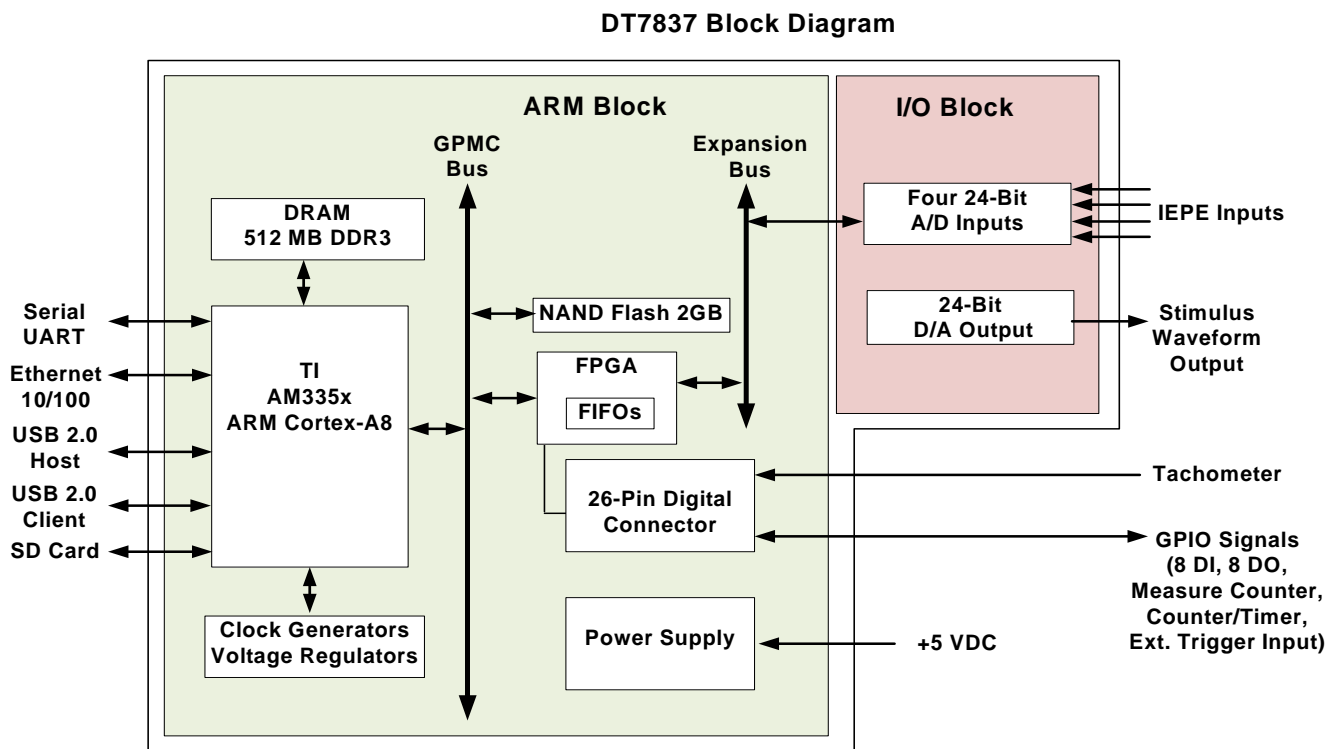 DT7837 Block Diagram
ARM Block
I/O Block
GPMC
Bus
Expansion
Bus
DRAM
512 MB DDR3
Four 24-Bit
A/D Inputs
IEPE Inputs
Serial
UART
NAND Flash 2GB
24-Bit
D/A Output
Stimulus
Waveform
Output
Ethernet
10/100
TI
AM335x
ARM Cortex-A8
FPGA
FIFOs
USB 2.0
Host
USB 2.0
Client
SD Card
26-Pin Digital
Connector
Tachometer
GPIO Signals
(8 DI, 8 DO,
Measure Counter,
Counter/Timer,
Ext. Trigger Input)
Clock Generators
Voltage Regulators
Power Supply
+5 VDC